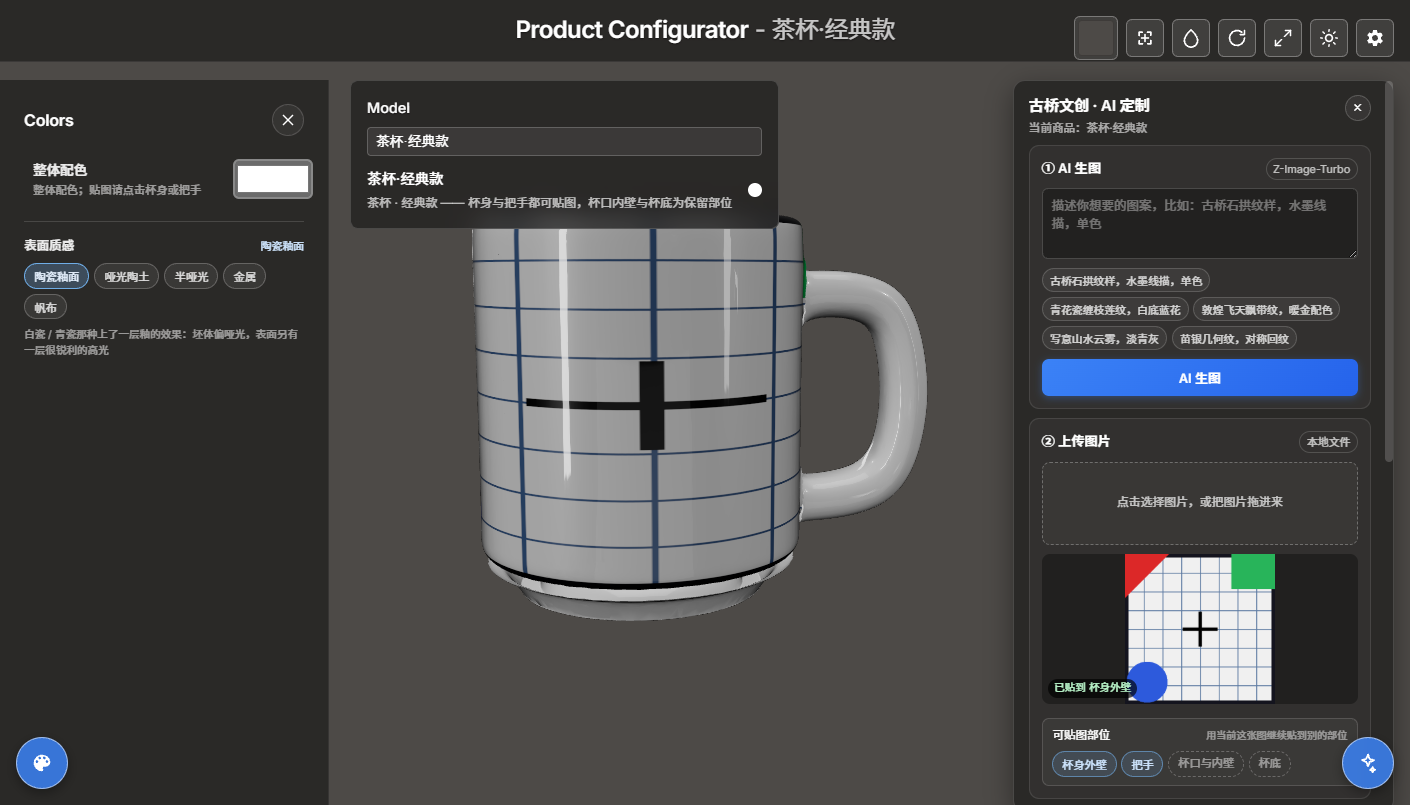 Product Configurator - 茶杯·经典款
Colors
整体配色
整体配色；贴图请点击杯身或把手
表面质感
陶瓷釉面
陶瓷釉面
哑光陶土
半哑光
金属
帆布
白瓷 / 青瓷那种上了一层釉的效果：坯体偏哑光，表面另有
一层很锐利的高光
Model
茶杯·经典款
茶杯·经典款
茶杯 · 经典款 —— 杯身与把手都可贴图，杯口内壁与杯底为保留部位
古桥文创 · AI 定制
当前商品：茶杯·经典款
① AI 生图
Z-Image-Turbo
描述你想要的图案，比如：古桥石拱纹样，水墨线
描，单色
古桥石拱纹样，水墨线描，单色
青花瓷缠枝莲纹，白底蓝花
敦煌飞天飘带纹，暖金配色
写意山水云雾，淡青灰
苗银几何纹，对称回纹
AI 生图
② 上传图片
本地文件
点击选择图片，或把图片拖进来
已贴到 杯身外壁
可贴图部位
用当前这张图继续贴到别的部位
杯身外壁
把手
杯口与内壁
杯底